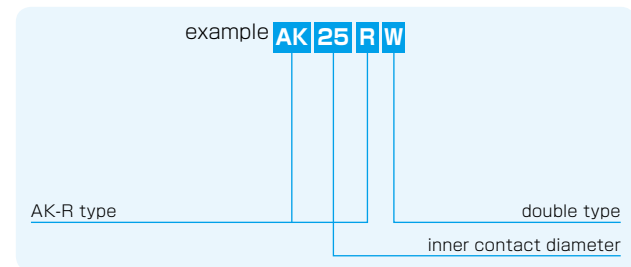 example AK 25 R W
AK-R type double type
inner contact diameter